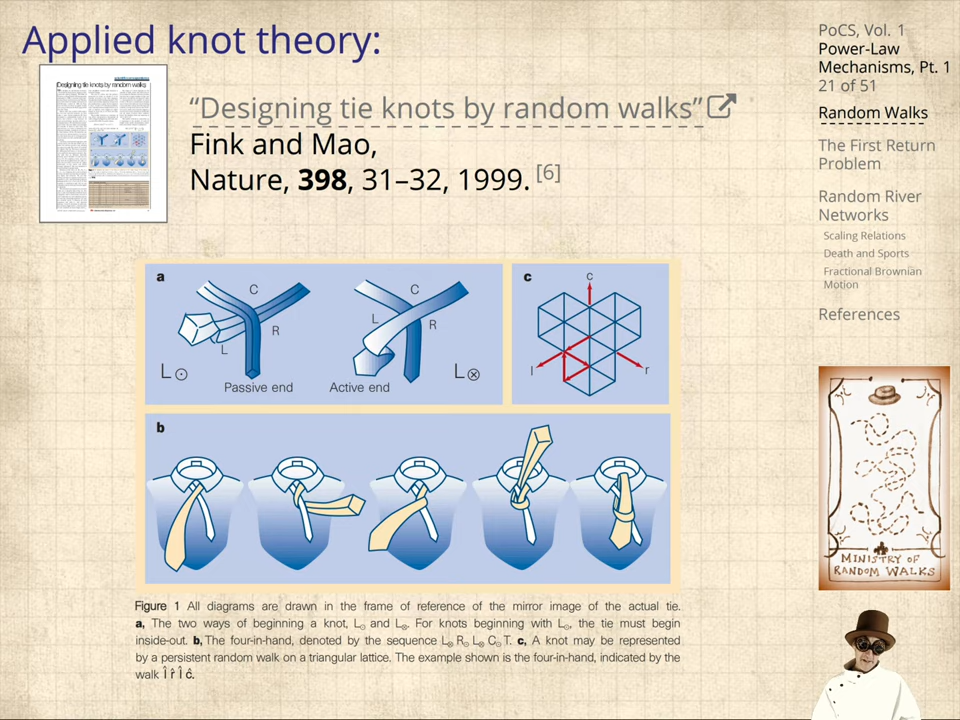 Applied knot theory:
Designing tie knots by random walks
“Designing tie knots by random walks”
Fink and Mao,
Nature, 398, 31–32, 1999. [6]
a
C
R
L
L⊙
Passive end
C
L
R
Active end
L⊗
c
c
l
r
b
Figure 1 All diagrams are drawn in the frame of reference of the mirror image of the actual tie.
a, The two ways of beginning a knot, L⊙ and L⊗. For knots beginning with L⊙, the tie must begin
inside-out. b, The four-in-hand, denoted by the sequence L⊗ R⊙ L⊗ C⊙ T. c, A knot may be represented
by a persistent random walk on a triangular lattice. The example shown is the four-in-hand, indicated by the
walk l̂ r̂ l̂ ĉ.
PoCS, Vol. 1
Power-Law
Mechanisms, Pt. 1
21 of 51
Random Walks
The First Return
Problem
Random River
Networks
Scaling Relations
Death and Sports
Fractional Brownian
Motion
References
MINISTRY OF
RANDOM WALKS